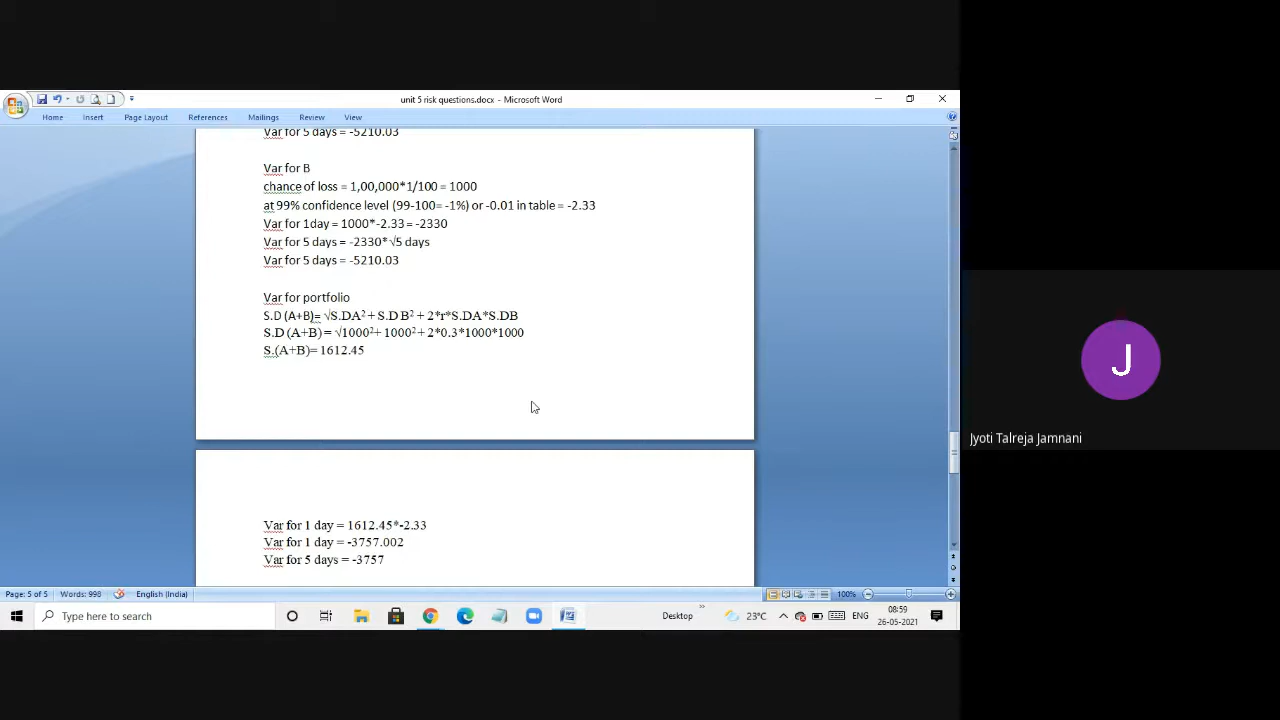 unit 5 risk questions.docx - Microsoft Word
Home Insert Page Layout References Mailings Review View
Var for 5 days = -5210.03
Var for B
chance of loss = 1,00,000*1/100 = 1000
at 99% confidence level (99-100= -1%) or -0.01 in table = -2.33
Var for 1day = 1000*-2.33 = -2330
Var for 5 days = -2330*√5 days
Var for 5 days = -5210.03
Var for portfolio
S.D (A+B)= √S.DA² + S.D B² + 2*r*S.DA*S.DB
S.D (A+B) = √1000²+ 1000² + 2*0.3*1000*1000
S.(A+B)= 1612.45
J
Jyoti Talreja Jamnani
Var for 1 day = 1612.45*-2.33
Var for 1 day = -3757.002
Var for 5 days = -3757
Page: 5 of 5 Words: 998 English (India) 100%
Type here to search Desktop 23°C ENG 08:59
26-05-2021